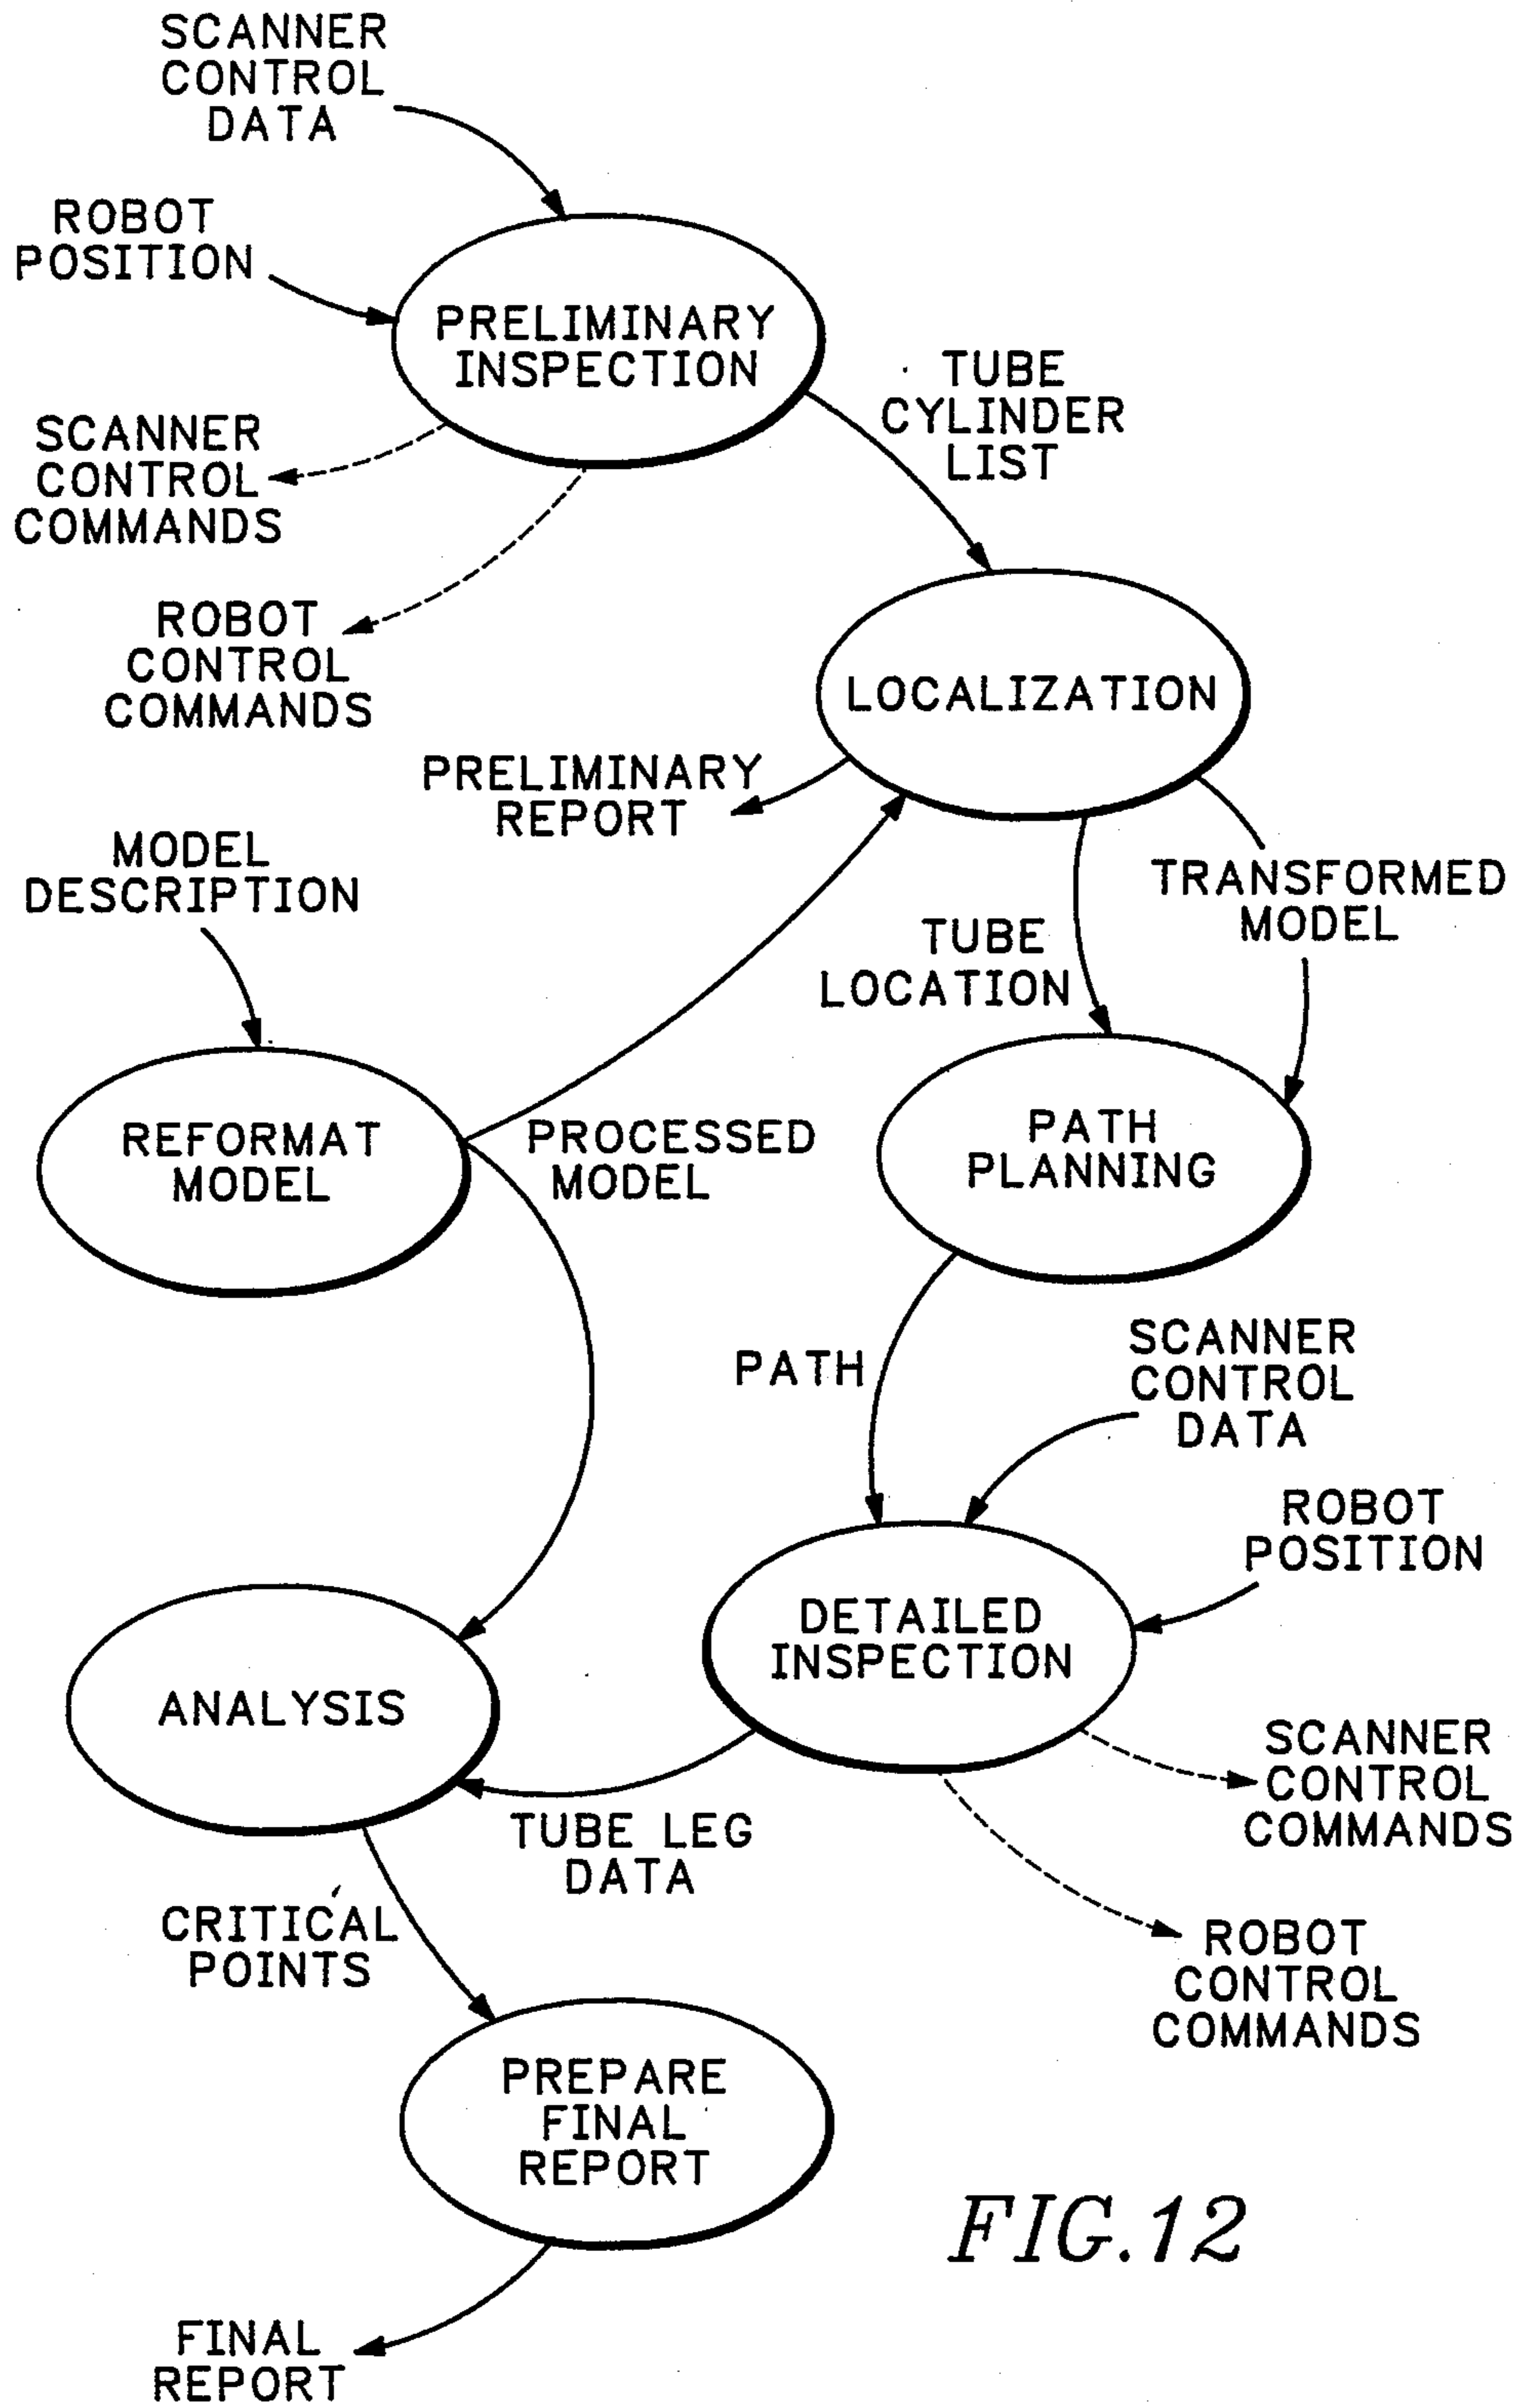 SCANNER
CONTROL
DATA
ROBOT
POSITION
PRELIMINARY
INSPECTION
TUBE
CYLINDER
LIST
SCANNER
CONTROL
COMMANDS
ROBOT
CONTROL
COMMANDS
LOCALIZATION
PRELIMINARY
REPORT
MODEL
DESCRIPTION
TRANSFORMED
MODEL
TUBE
LOCATION
REFORMAT
MODEL
PROCESSED
MODEL
PATH
PLANNING
PATH
SCANNER
CONTROL
DATA
ROBOT
POSITION
DETAILED
INSPECTION
ANALYSIS
SCANNER
CONTROL
COMMANDS
TUBE LEG
DATA
CRITICAL
POINTS
ROBOT
CONTROL
COMMANDS
PREPARE
FINAL
REPORT
FIG.12
FINAL
REPORT